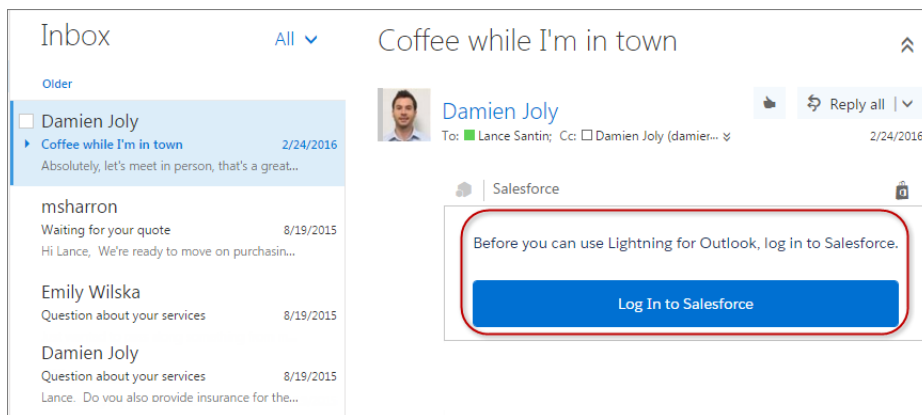 Inbox
All
Older
Damien Joly
Coffee while I'm in town 2/24/2016
Absolutely, let's meet in person, that's a great...
msharron
Waiting for your quote 8/19/2015
Hi Lance, We're ready to move on purchasin...
Emily Wilska
Question about your services 8/19/2015
Damien Joly
Question about your services 8/19/2015
Lance. Do you also provide insurance for the...
Coffee while I'm in town
Damien Joly
Reply all
To: Lance Santin; Cc: Damien Joly (damier... 2/24/2016
Salesforce
Before you can use Lightning for Outlook, log in to Salesforce.
Log In to Salesforce